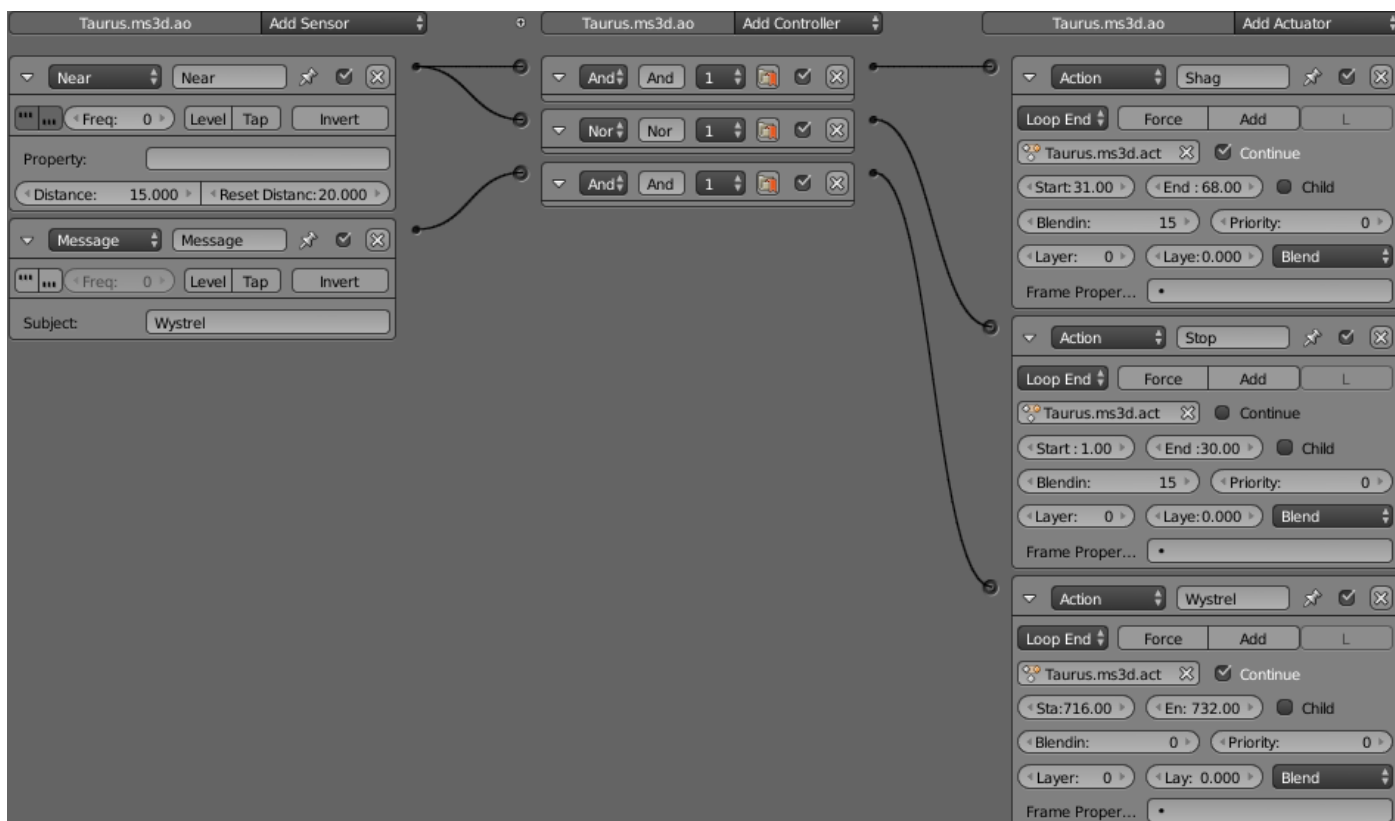 Taurus.ms3d.ao Add Sensor
Near Near
Freq: 0 Level Tap Invert
Property:
Distance: 15.000 Reset Distanc: 20.000
Message Message
Freq: 0 Level Tap Invert
Subject: Wystrel
Taurus.ms3d.ao Add Controller
And And 1
Nor Nor 1
And And 1
Taurus.ms3d.ao Add Actuator
Action Shag
Loop End Force Add L
Taurus.ms3d.act Continue
Start: 31.00 End : 68.00 Child
Blendin: 15 Priority: 0
Layer: 0 Laye: 0.000 Blend
Frame Proper...
Action Stop
Loop End Force Add L
Taurus.ms3d.act Continue
Start : 1.00 End :30.00 Child
Blendin: 15 Priority: 0
Layer: 0 Laye: 0.000 Blend
Frame Proper...
Action Wystrel
Loop End Force Add L
Taurus.ms3d.act Continue
Sta:716.00 En: 732.00 Child
Blendin: 0 Priority: 0
Layer: 0 Lay: 0.000 Blend
Frame Proper...